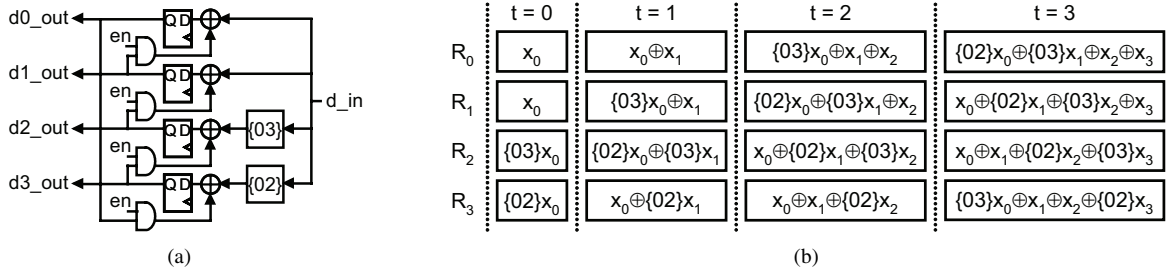 d0_out
en
Q D
d1_out
en
Q D
d_in
d2_out
en
Q D
{03}
d3_out
en
Q D
{02}
en
(a)
t = 0 t = 1 t = 2 t = 3
R₀ x₀ x₀⊕x₁ {03}x₀⊕x₁⊕x₂ {02}x₀⊕{03}x₁⊕x₂⊕x₃
R₁ x₀ {03}x₀⊕x₁ {02}x₀⊕{03}x₁⊕x₂ x₀⊕{02}x₁⊕{03}x₂⊕x₃
R₂ {03}x₀ {02}x₀⊕{03}x₁ x₀⊕{02}x₁⊕{03}x₂ x₀⊕x₁⊕{02}x₂⊕{03}x₃
R₃ {02}x₀ x₀⊕{02}x₁ x₀⊕x₁⊕{02}x₂ {03}x₀⊕x₁⊕x₂⊕{02}x₃
(b)